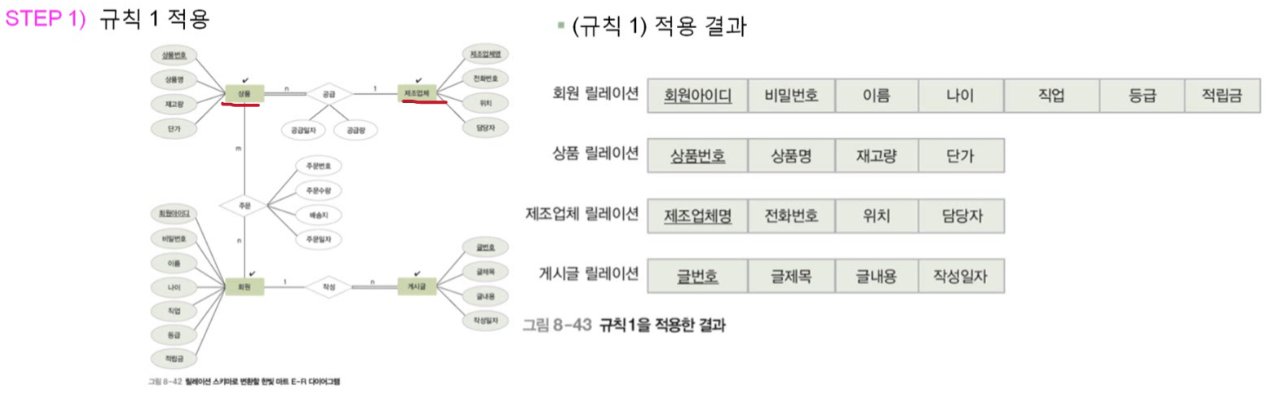 STEP 1) 규칙 1 적용
상품번호
상품명
재고량
단가
상품
n
공급
1
제조업체
제조업체명
전화번호
위치
담당자
공급일자
공급량
m
주문
주문번호
주문수량
배송지
주문일자
n
회원아이디
비밀번호
이름
나이
직업
등급
적립금
회원
1
작성
n
게시글
글번호
글제목
글내용
작성일자
그림 8-42 릴레이션 스키마로 변환할 한빛 마트 E-R 다이어그램
(규칙 1) 적용 결과
회원 릴레이션 회원아이디 비밀번호 이름 나이 직업 등급 적립금
상품 릴레이션 상품번호 상품명 재고량 단가
제조업체 릴레이션 제조업체명 전화번호 위치 담당자
게시글 릴레이션 글번호 글제목 글내용 작성일자
그림 8-43 규칙1을 적용한 결과